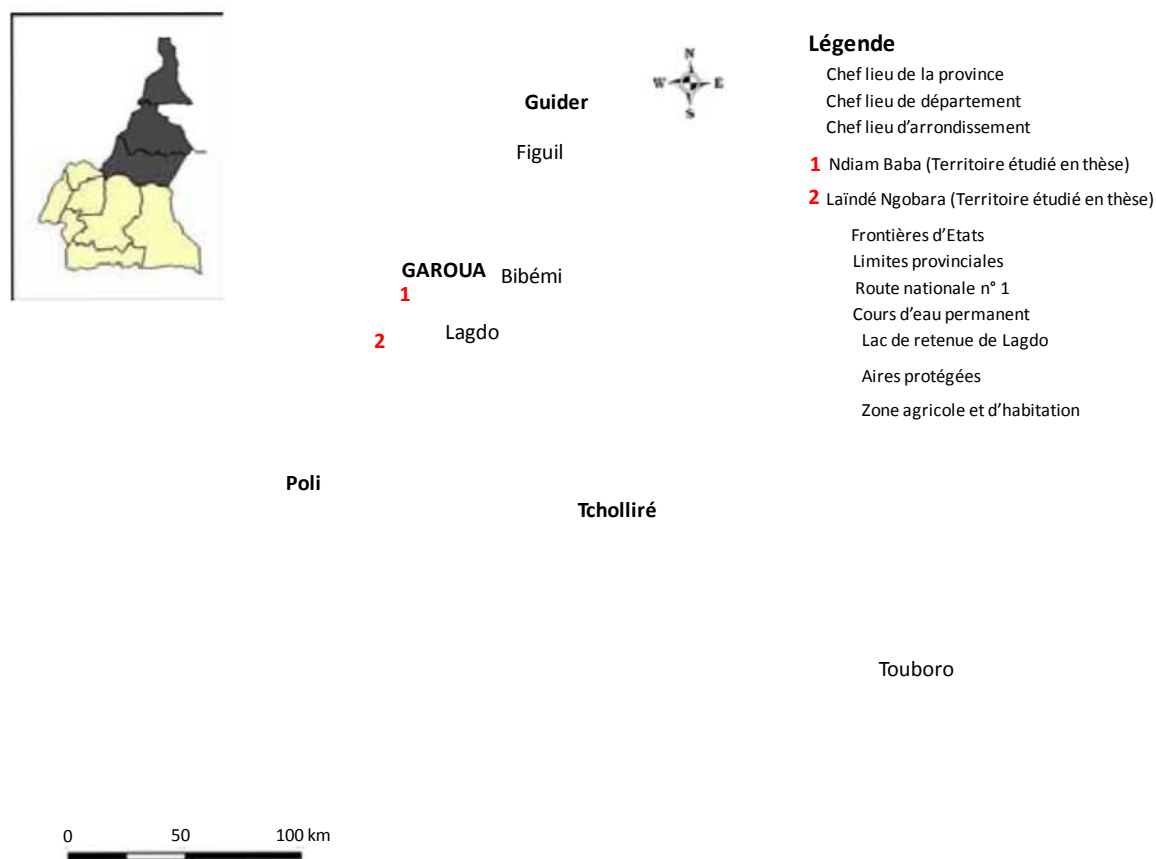 N
W E
S
Guider
Figuil
GAROUA
Bibémi
1
Lagdo
2
Poli
Tcholliré
Touboro
0 50 100 km
Légende
Chef lieu de la province
Chef lieu de département
Chef lieu d'arrondissement
1 Ndiam Baba (Territoire étudié en thèse)
2 Laïndé Ngobara (Territoire étudié en thèse)
Frontières d'Etats
Limites provinciales
Route nationale n° 1
Cours d'eau permanent
Lac de retenue de Lagdo
Aires protégées
Zone agricole et d'habitation